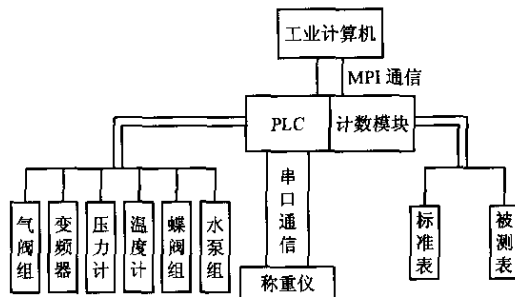 工业计算机
MPI 通信
PLC
计数模块
串口通信
气阀组
变频器
压力计
温度计
蝶阀组
水泵组
标准表
被测表
称重仪